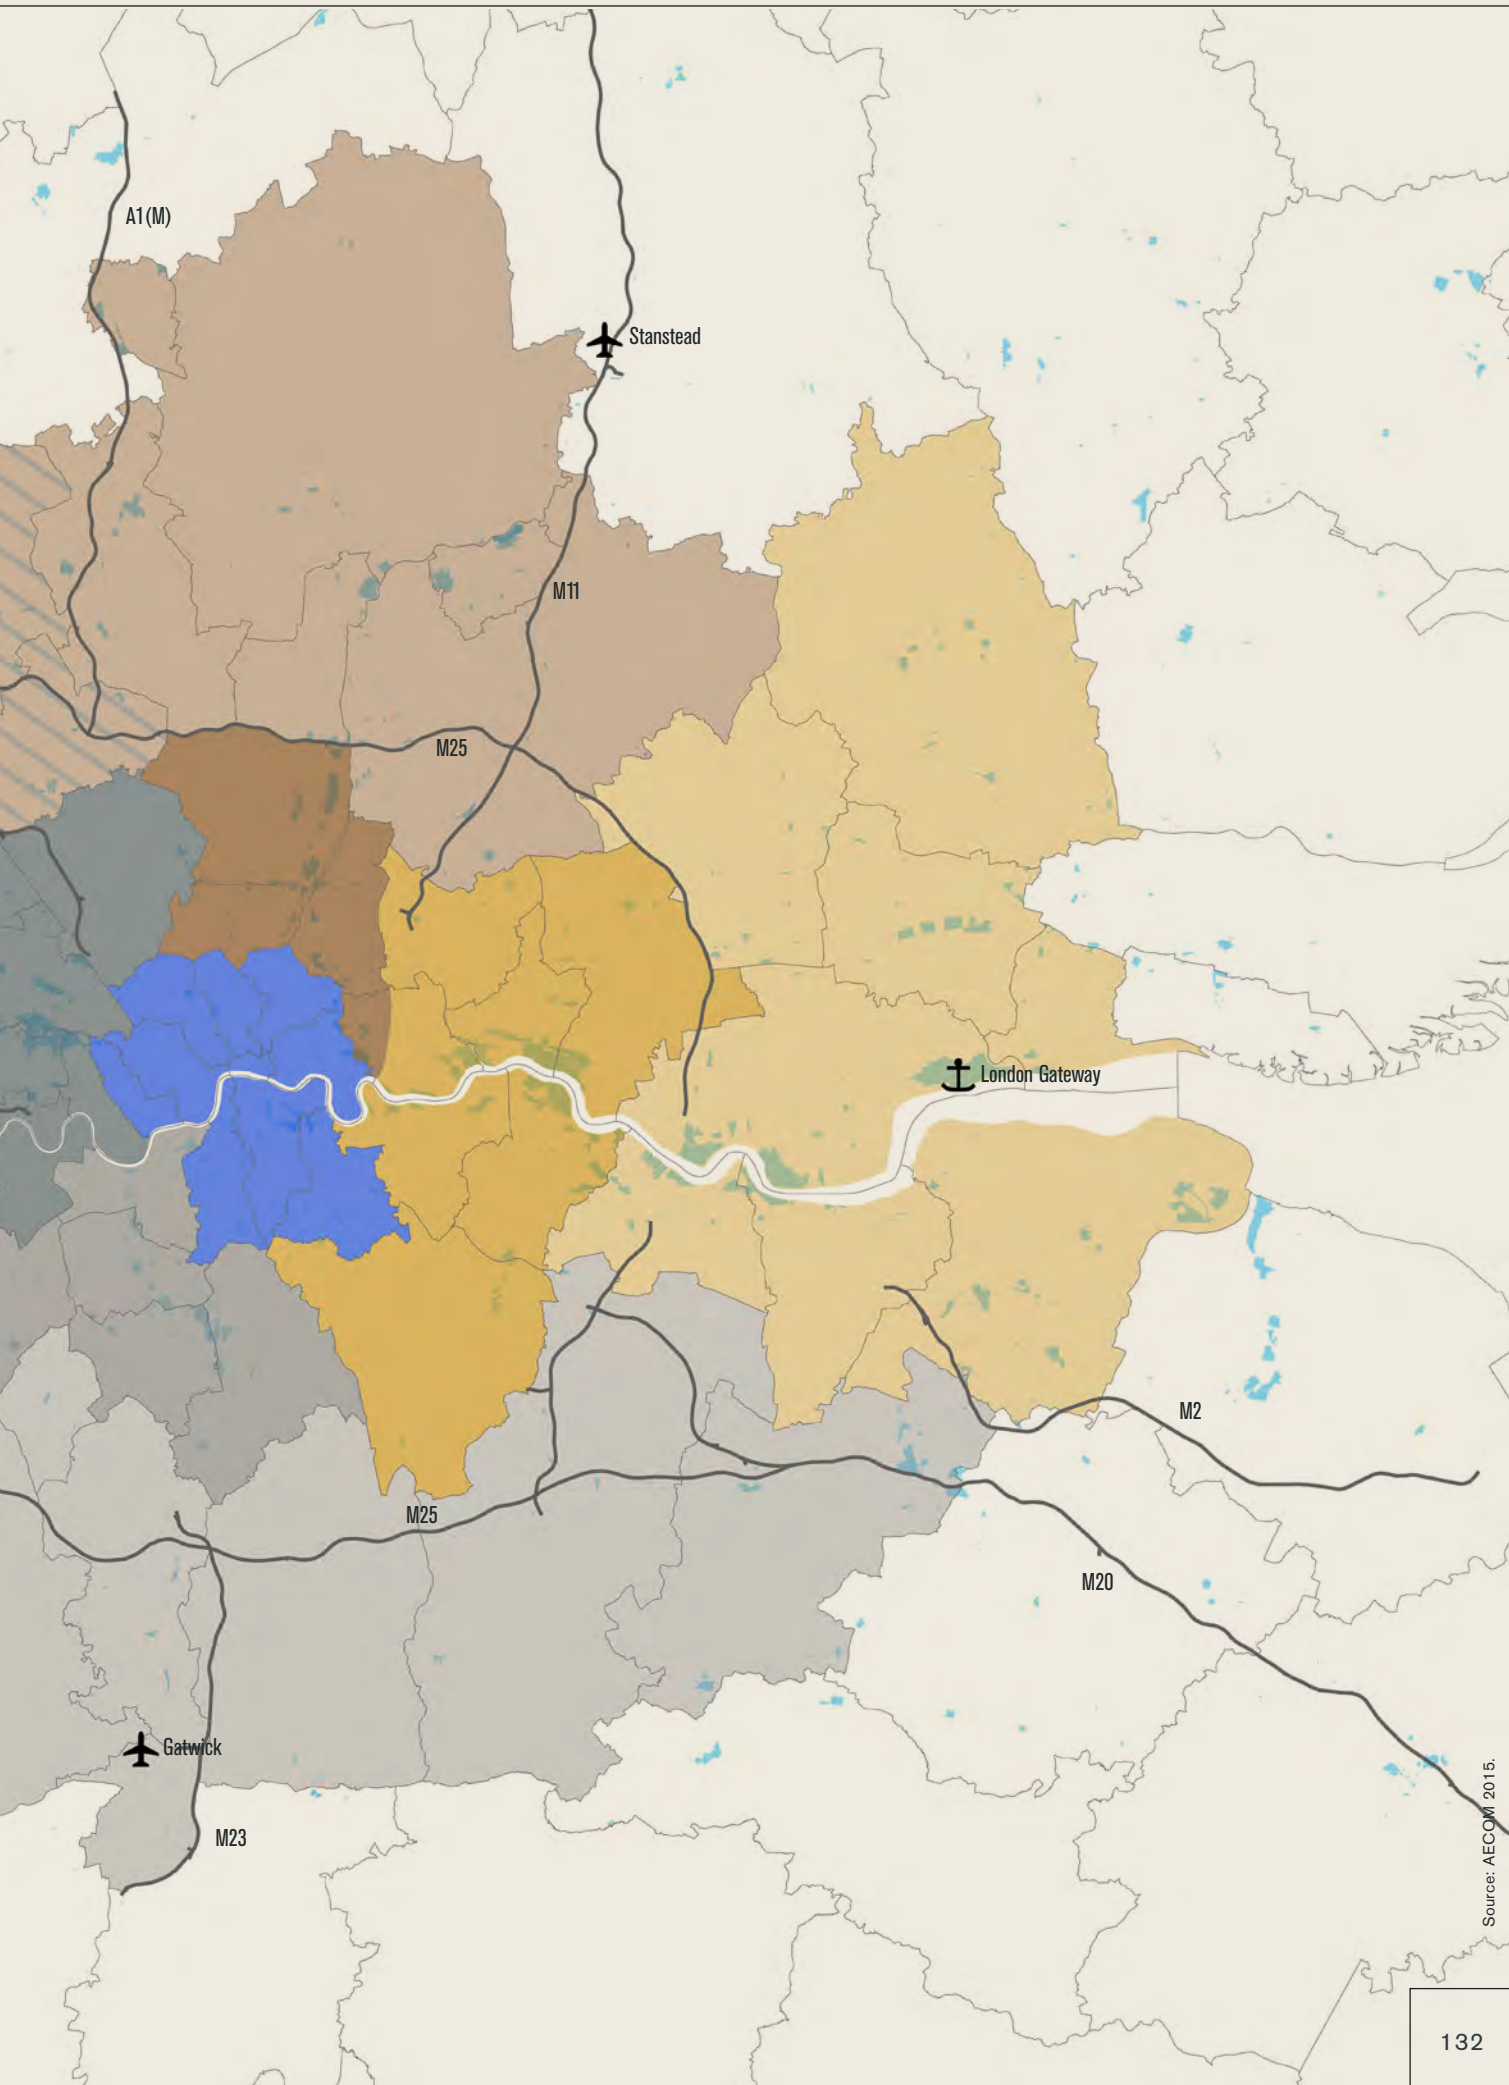 A1(M)
Stanstead
M11
M25
London Gateway
M2
M25
M20
Gatwick
M23
Source: AECOM 2015.
132